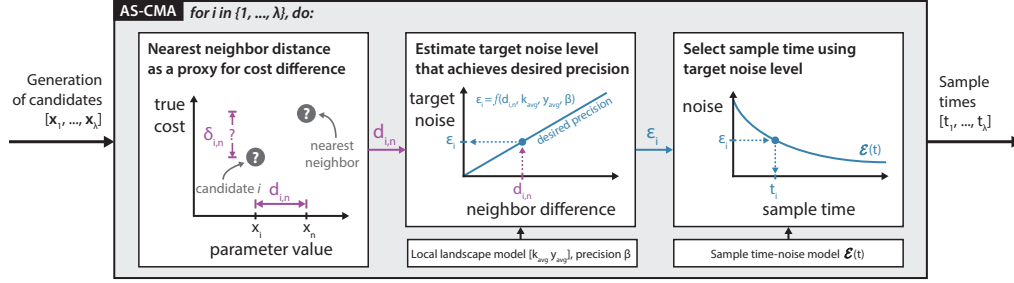 AS-CMA for i in {1, ..., λ}, do:
Generation
of candidates
[x₁, ..., x_λ]
Nearest neighbor distance
as a proxy for cost difference
true
cost
δi,n
?
?
?
nearest
neighbor
candidate i
di,n
xi
xn
parameter value
di,n
Estimate target noise level
that achieves desired precision
target
noise
εi = f(di,n, kavg, yavg, β)
desired precision
εi
di,n
neighbor difference
Local landscape model [kavg yavg], precision β
εi
Select sample time using
target noise level
noise
εi
ℰ(t)
ti
sample time
Sample time-noise model ℰ(t)
Sample
times
[t₁, ..., t_λ]